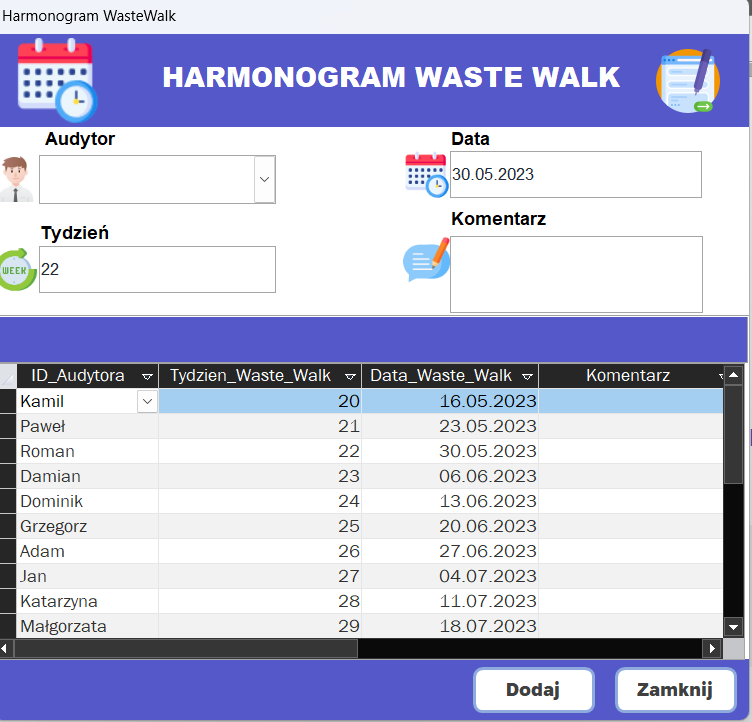 Harmonogram WasteWalk
HARMONOGRAM WASTE WALK
Audytor
Data
30.05.2023
Tydzień
WEEK
22
Komentarz
ID_Audytora Tydzien_Waste_Walk Data_Waste_Walk Komentarz
Kamil 20 16.05.2023
Paweł 21 23.05.2023
Roman 22 30.05.2023
Damian 23 06.06.2023
Dominik 24 13.06.2023
Grzegorz 25 20.06.2023
Adam 26 27.06.2023
Jan 27 04.07.2023
Katarzyna 28 11.07.2023
Małgorzata 29 18.07.2023
Dodaj Zamknij